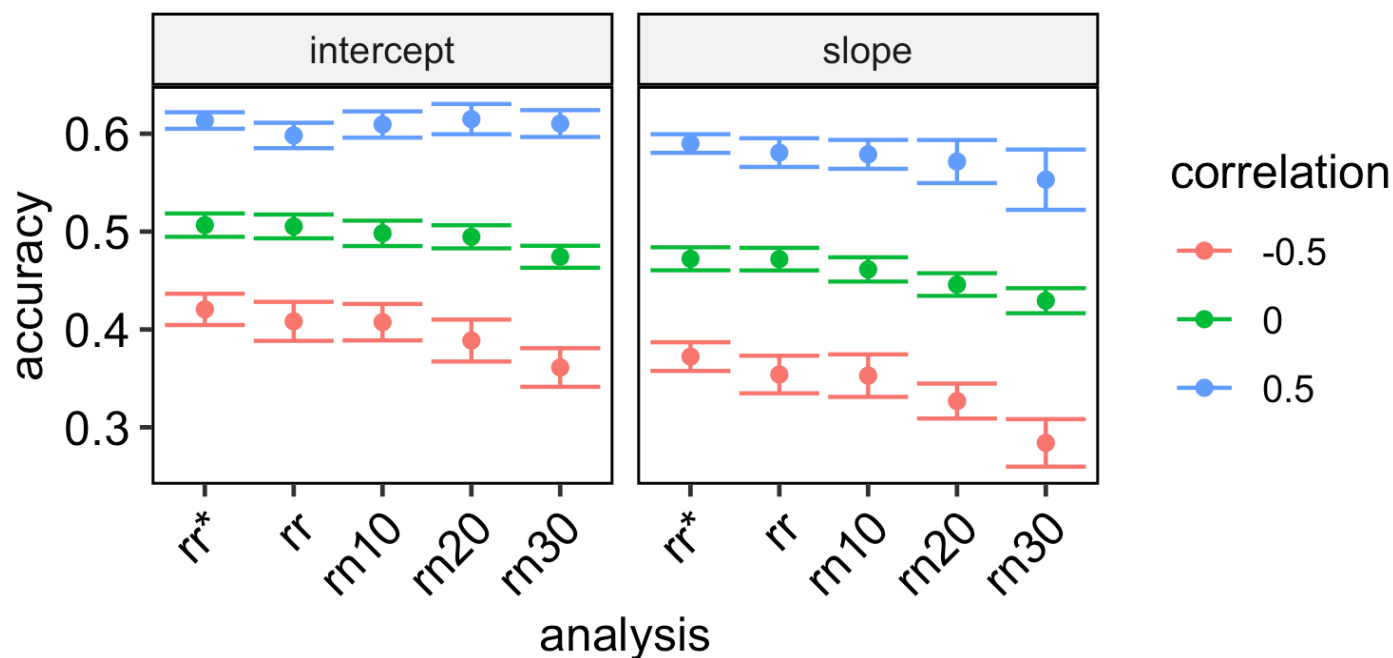 intercept
slope
accuracy
0.6
0.5
0.4
0.3
rr*
rr
rn10
rn20
rn30
rr*
rr
rn10
rn20
rn30
analysis
correlation
-0.5
0
0.5